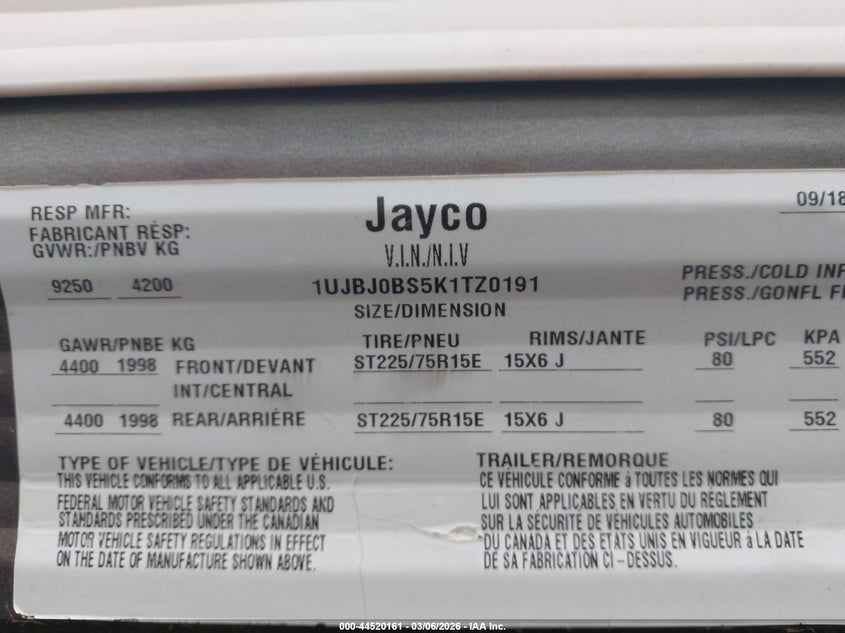 Jayco
09/18
RESP MFR:
FABRICANT RÉSP:
GVWR:/PNBV KG
V.I.N./N.I.V
9250 4200
1UJBJ0BS5K1TZ0191
PRESS./COLD INF
PRESS./GONFL F
SIZE/DIMENSION
GAWR/PNBE KG TIRE/PNEU RIMS/JANTE PSI/LPC KPA
4400 1998 FRONT/DEVANT ST225/75R15E 15X6 J 80 552
INT/CENTRAL
4400 1998 REAR/ARRIÉRE ST225/75R15E 15X6 J 80 552
TYPE OF VEHICLE/TYPE DE VÉHICULE: TRAILER/REMORQUE
THIS VEHICLE CONFORMS TO ALL APPLICABLE U.S.
FEDERAL MOTOR VEHICLE SAFETY STANDARDS AND
STANDARDS PRESCRIBED UNDER THE CANADIAN
MOTOR VEHICLE SAFETY REGULATIONS IN EFFECT
ON THE DATE OF MANUFACTURE SHOWN ABOVE.
CE VÉHICULE CONFORME à TOUTES LES NORMES QUI
LUI SONT APPLICABLES EN VERTU DU RÈGLEMENT
SUR LA SÉCURITÉ DE VÉHICULES AUTOMOBILES
DU CANADA ET DES ÉTATS UNIS EN VIGUEUR à LA DATE
DE SA FABRICATION CI-DESSUS.
000-44520161 - 03/06/2026 - IAA Inc.